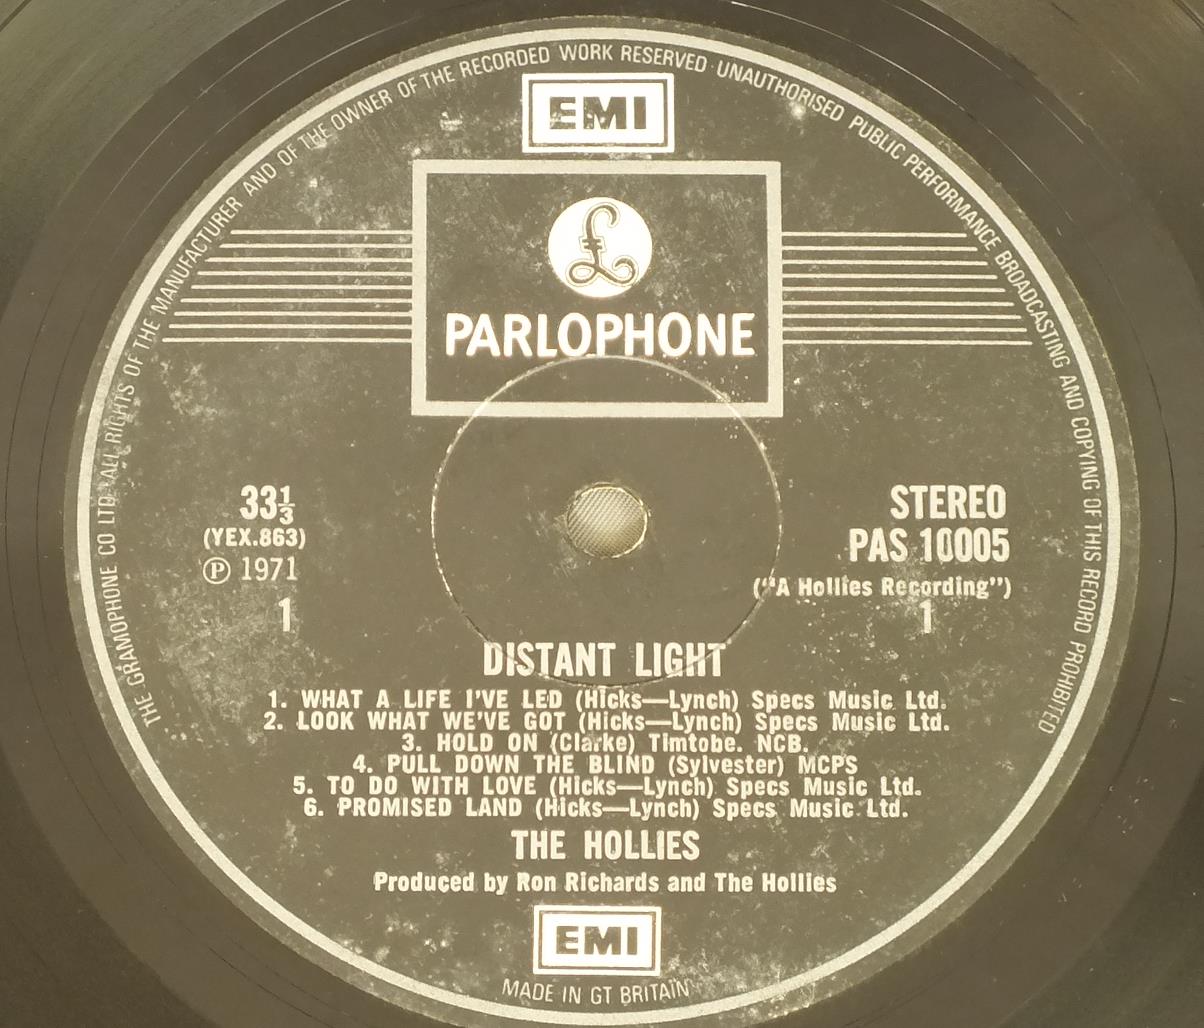 THE GRAMOPHONE CO LTD · ALL RIGHTS OF THE MANUFACTURER AND OF THE OWNER OF THE RECORDED WORK RESERVED · UNAUTHORISED PUBLIC PERFORMANCE BROADCASTING AND COPYING OF THIS RECORD PROHIBITED
EMI
£
PARLOPHONE
33⅓
(YEX.863)
℗ 1971
1
STEREO
PAS 10005
("A Hollies Recording")
1
DISTANT LIGHT
1. WHAT A LIFE I'VE LED (Hicks—Lynch) Specs Music Ltd.
2. LOOK WHAT WE'VE GOT (Hicks—Lynch) Specs Music Ltd.
3. HOLD ON (Clarke) Timtobe. NCB.
4. PULL DOWN THE BLIND (Sylvester) MCPS
5. TO DO WITH LOVE (Hicks—Lynch) Specs Music Ltd.
6. PROMISED LAND (Hicks—Lynch) Specs Music Ltd.
THE HOLLIES
Produced by Ron Richards and The Hollies
EMI
MADE IN GT BRITAIN